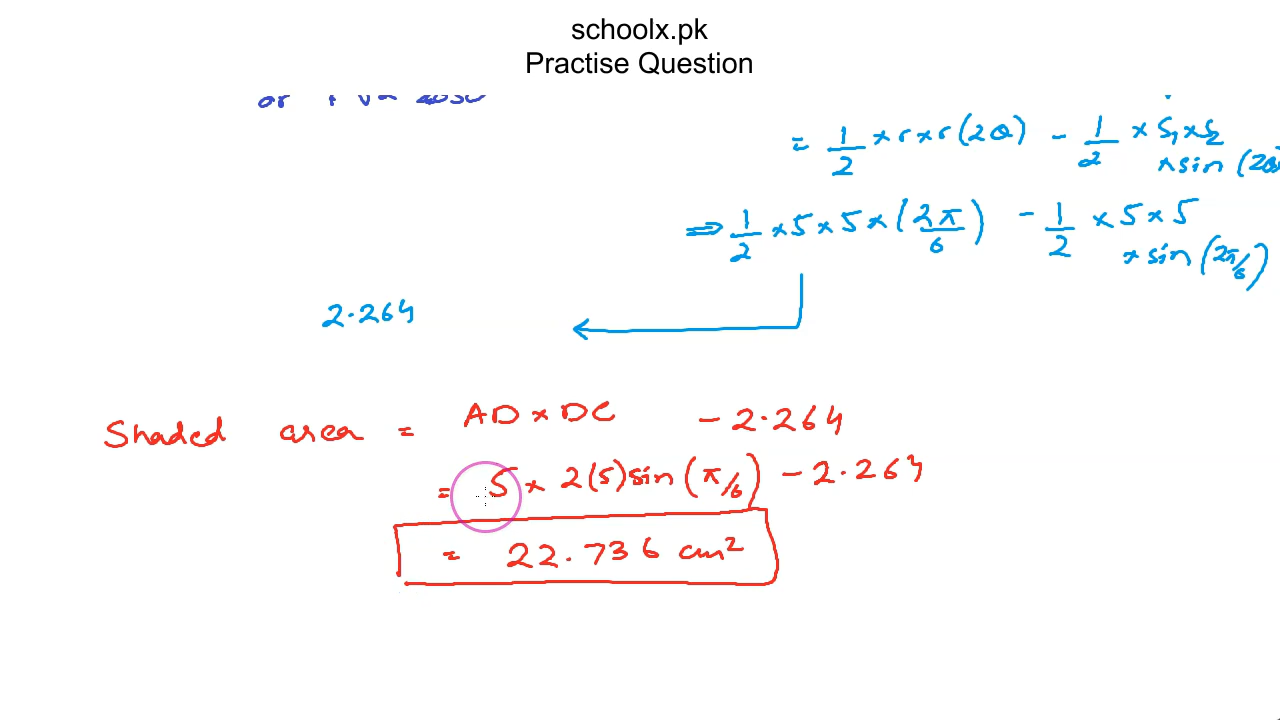 schoolx.pk
Practise Question
or
= 1/2 × r × r (2θ) − 1/2 × S₁ × S₂
× sin (2θ)
⇒ 1/2 × 5 × 5 × (2π/6) − 1/2 × 5 × 5
× sin (2π/6)
2.264
Shaded area = AD × DC − 2.264
= 5 × 2(5) sin (π/6) − 2.264
= 22.736 cm²